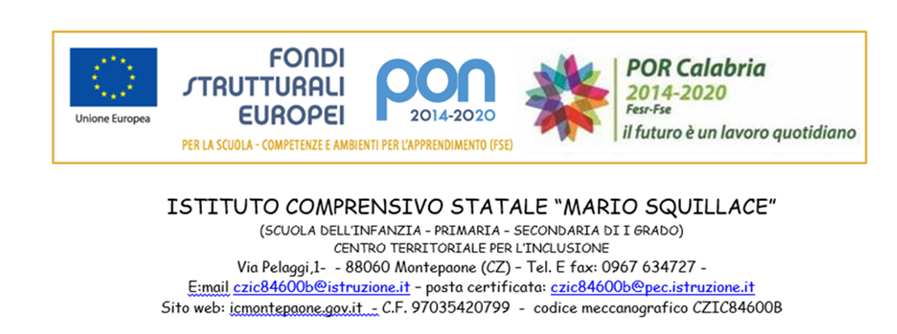 Unione Europea
FONDI
STRUTTURALI
EUROPEI
pon
2014-2020
PER LA SCUOLA - COMPETENZE E AMBIENTI PER L'APPRENDIMENTO (FSE)
POR Calabria
2014-2020
Fesr-Fse
il futuro è un lavoro quotidiano
ISTITUTO COMPRENSIVO STATALE “MARIO SQUILLACE”
(SCUOLA DELL’INFANZIA – PRIMARIA – SECONDARIA DI I GRADO)
CENTRO TERRITORIALE PER L’INCLUSIONE
Via Pelaggi,1- - 88060 Montepaone (CZ) – Tel. E fax: 0967 634727 -
E:mail czic84600b@istruzione.it – posta certificata: czic84600b@pec.istruzione.it
Sito web: icmontepaone.gov.it - C.F. 97035420799 - codice meccanografico CZIC84600B